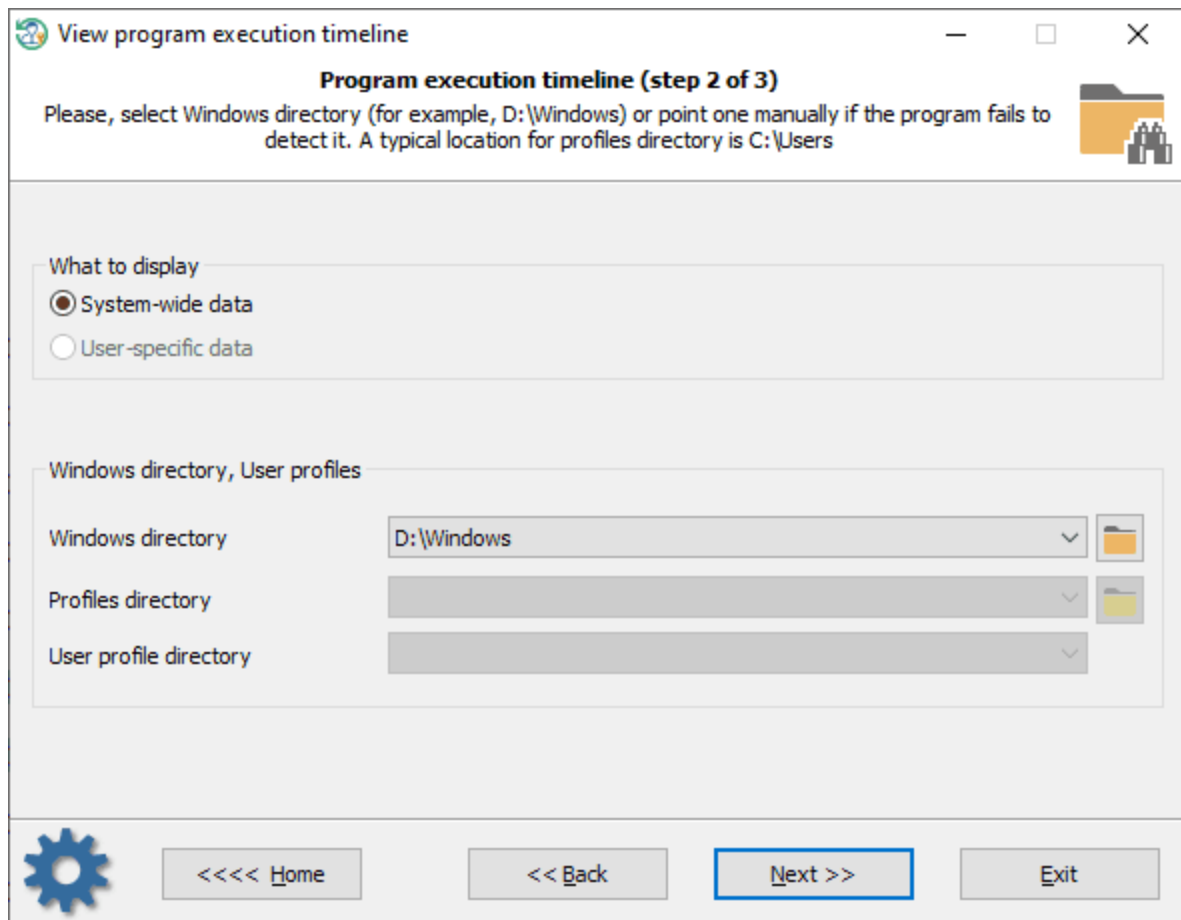 View program execution timeline
Program execution timeline (step 2 of 3)
Please, select Windows directory (for example, D:\Windows) or point one manually if the program fails to
detect it. A typical location for profiles directory is C:\Users
What to display
System-wide data
User-specific data
Windows directory, User profiles
Windows directory
D:\Windows
Profiles directory
User profile directory
<<<< Home
<< Back
Next >>
Exit